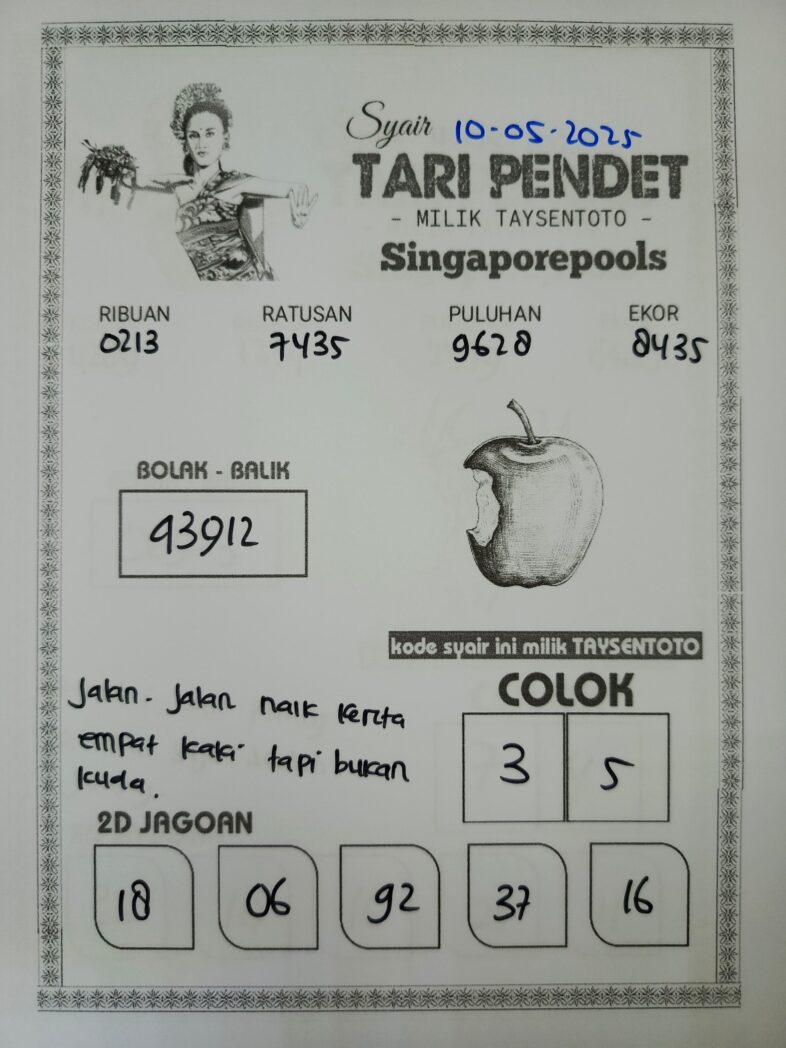 Syair 10-05-2025
TARI PENDET
- MILIK TAYSENTOTO -
Singaporepools
RIBUAN RATUSAN PULUHAN EKOR
0213 7435 9628 8435
BOLAK - BALIK
93912
kode syair ini milik TAYSENTOTO
COLOK
3 5
Jalan - Jalan naik kereta
empat kaki tapi bukan
kuda.
2D JAGOAN
18 06 92 37 16